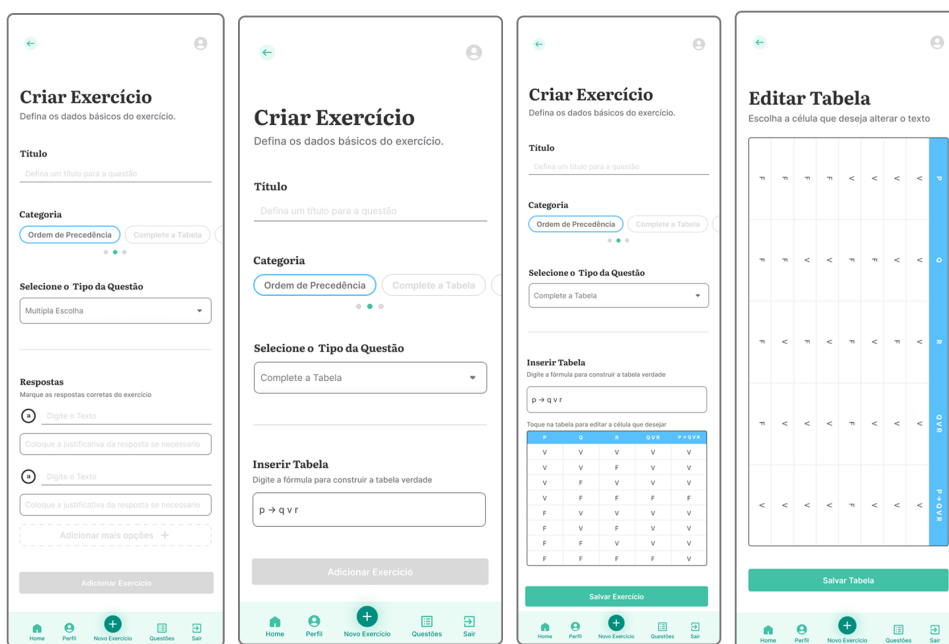 Criar Exercício
Defina os dados básicos do exercício.
Título
Defina um título para a questão
Categoria
Ordem de Precedência Complete a Tabela
Selecione o Tipo da Questão
Multipla Escolha
Respostas
Marque as respostas corretas do exercício
a Digite o Texto
Coloque a justificativa da resposta se necessario
a Digite o Texto
Coloque a justificativa da resposta se necessario
Adicionar mais opções +
Adicionar Exercício
Home Perfil Novo Exercício Questões Sair
Criar Exercício
Defina os dados básicos do exercício.
Título
Defina um título para a questão
Categoria
Ordem de Precedência Complete a Tabela
Selecione o Tipo da Questão
Complete a Tabela
Inserir Tabela
Digite a fórmula para construir a tabela verdade
p → q v r
Adicionar Exercício
Home Perfil Novo Exercício Questões Sair
Criar Exercício
Defina os dados básicos do exercício.
Título
Defina um título para a questão
Categoria
Ordem de Precedência Complete a Tabela
Selecione o Tipo da Questão
Complete a Tabela
Inserir Tabela
Digite a fórmula para construir a tabela verdade
p → q v r
Toque na tabela para editar a célula que desejar
P Q R QVR P→QVR
V V V V V
V V F V V
V F V V V
V F F F F
F V V V V
F V F V V
F F V V V
F F F F V
Salvar Exercício
Home Perfil Novo Exercício Questões Sair
Editar Tabela
Escolha a célula que deseja alterar o texto
P Q R QVR P→QVR
V V V V V
V V F V V
V F V V V
V F F F F
F V V V V
F V F V V
F F V V V
F F F F V
Salvar Tabela
Home Perfil Novo Exercício Questões Sair